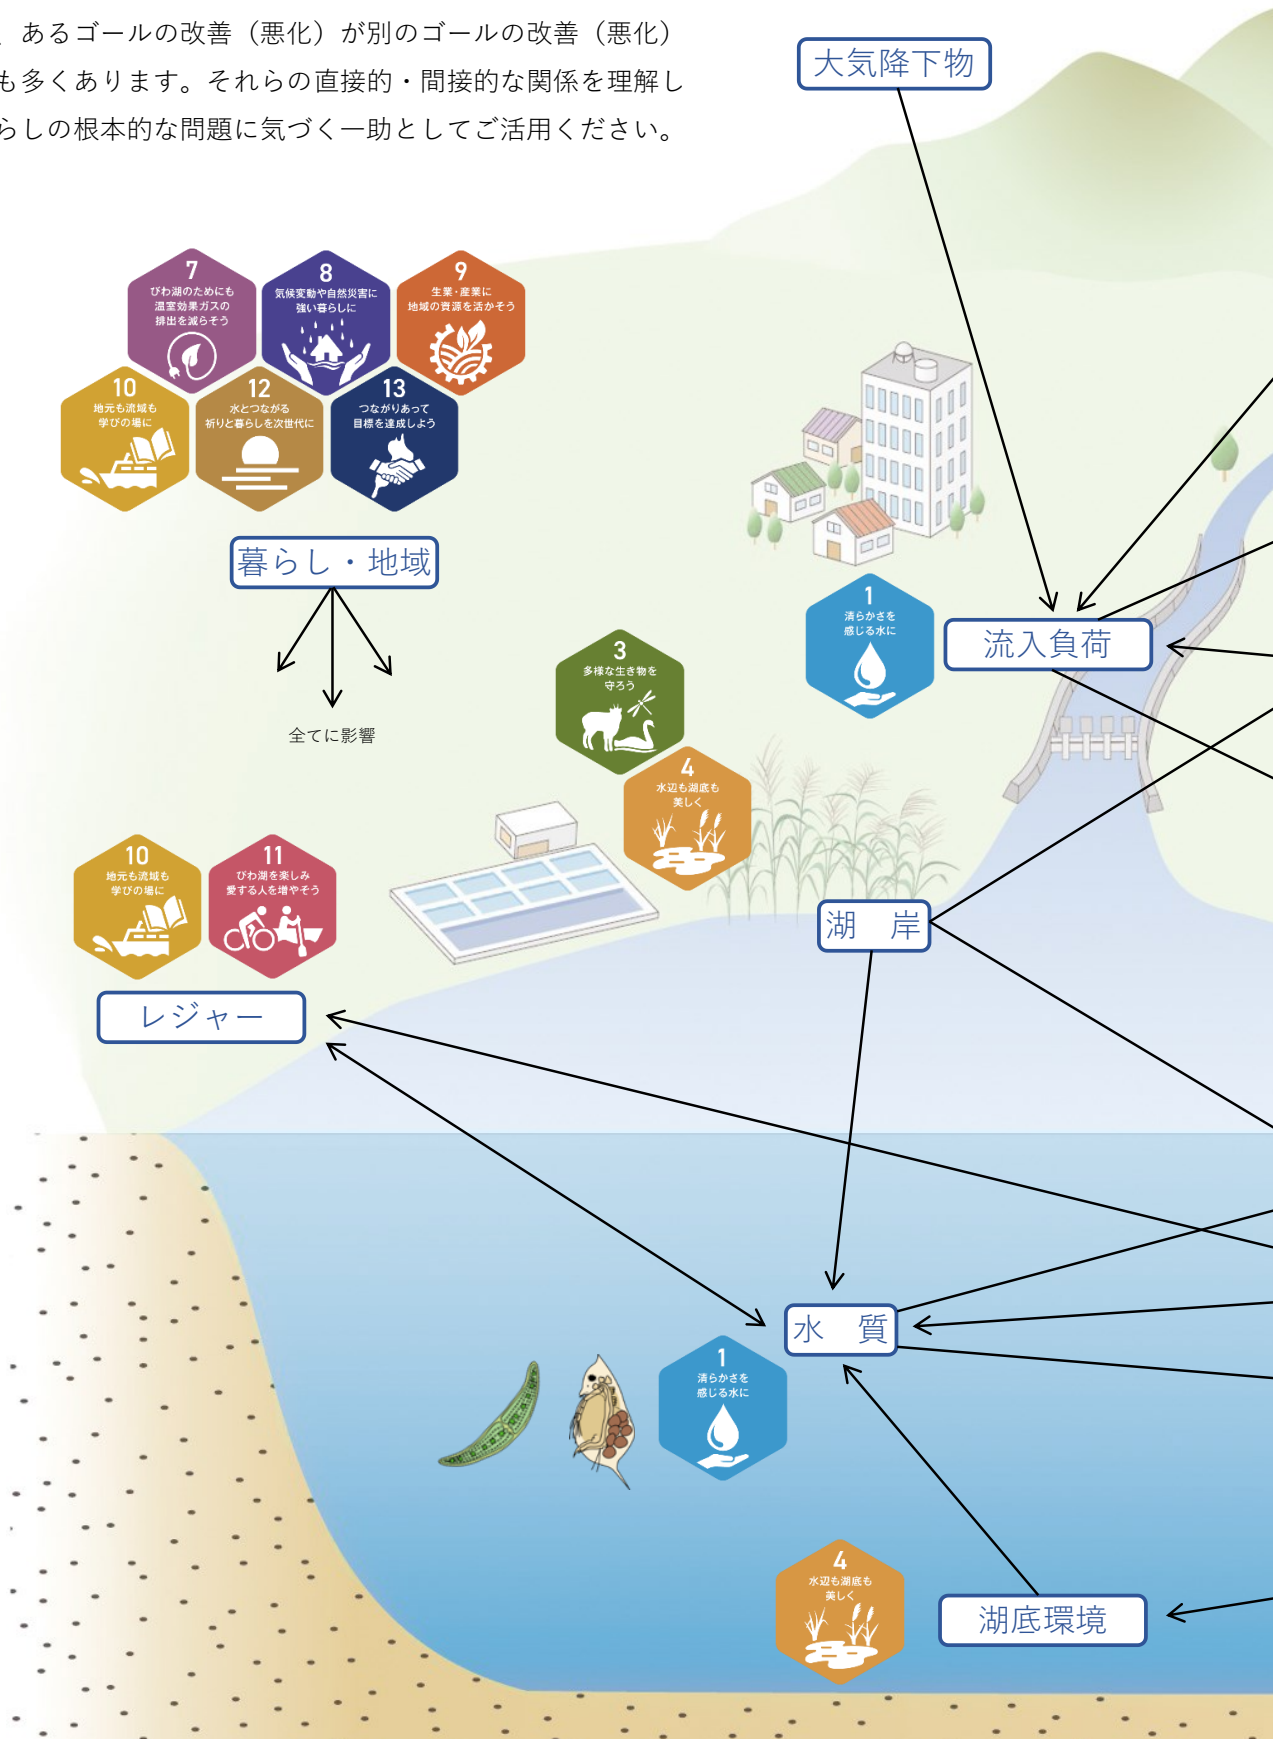 、あるゴールの改善（悪化）が別のゴールの改善（悪化）
も多くあります。それらの直接的・間接的な関係を理解し
らしの根本的な問題に気づく一助としてご活用ください。
大気降下物
7
びわ湖のためにも
温室効果ガスの
排出を減らそう
8
気候変動や自然災害に
強い暮らしに
9
生業・産業に
地域の資源を活かそう
10
地元も流域も
学びの場に
12
水とつながる
祈りと暮らしを次世代に
13
つながりあって
目標を達成しよう
暮らし・地域
全てに影響
1
清らかさを
感じる水に
流入負荷
3
多様な生き物を
守ろう
4
水辺も湖底も
美しく
10
地元も流域も
学びの場に
11
びわ湖を楽しみ
愛する人を増やそう
レジャー
湖　岸
水　質
1
清らかさを
感じる水に
4
水辺も湖底も
美しく
湖底環境